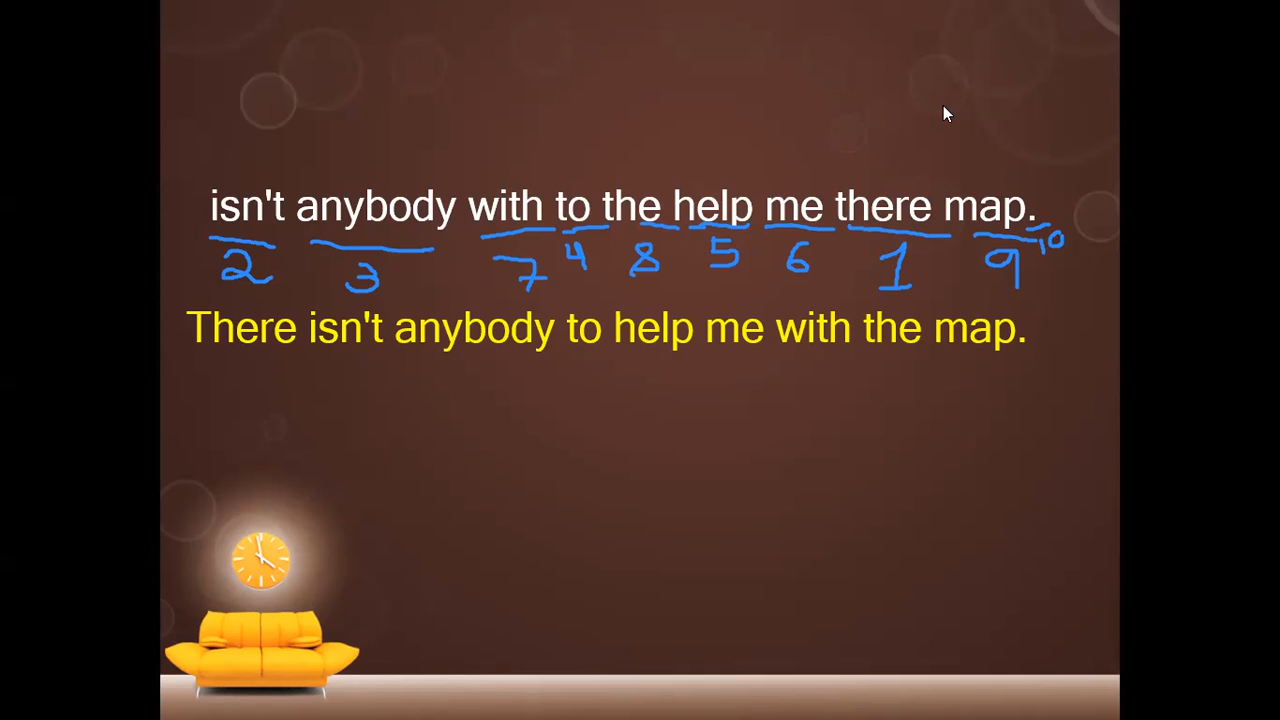 isn't anybody with to the help me there map.
2 3 7 4 8 5 6 1 9 10
There isn't anybody to help me with the map.